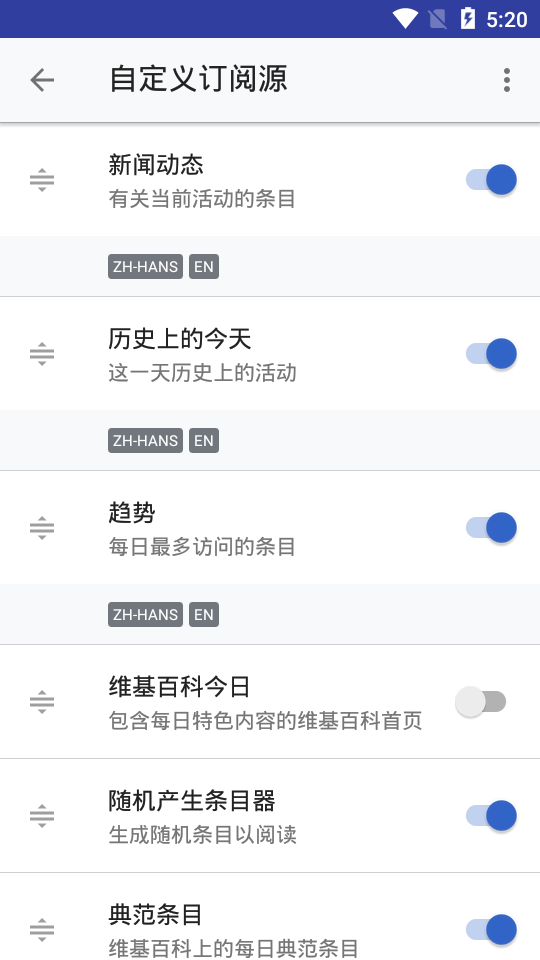 5:20
自定义订阅源
新闻动态
有关当前活动的条目
ZH-HANS EN
历史上的今天
这一天历史上的活动
ZH-HANS EN
趋势
每日最多访问的条目
ZH-HANS EN
维基百科今日
包含每日特色内容的维基百科首页
随机产生条目器
生成随机条目以阅读
典范条目
维基百科上的每日典范条目